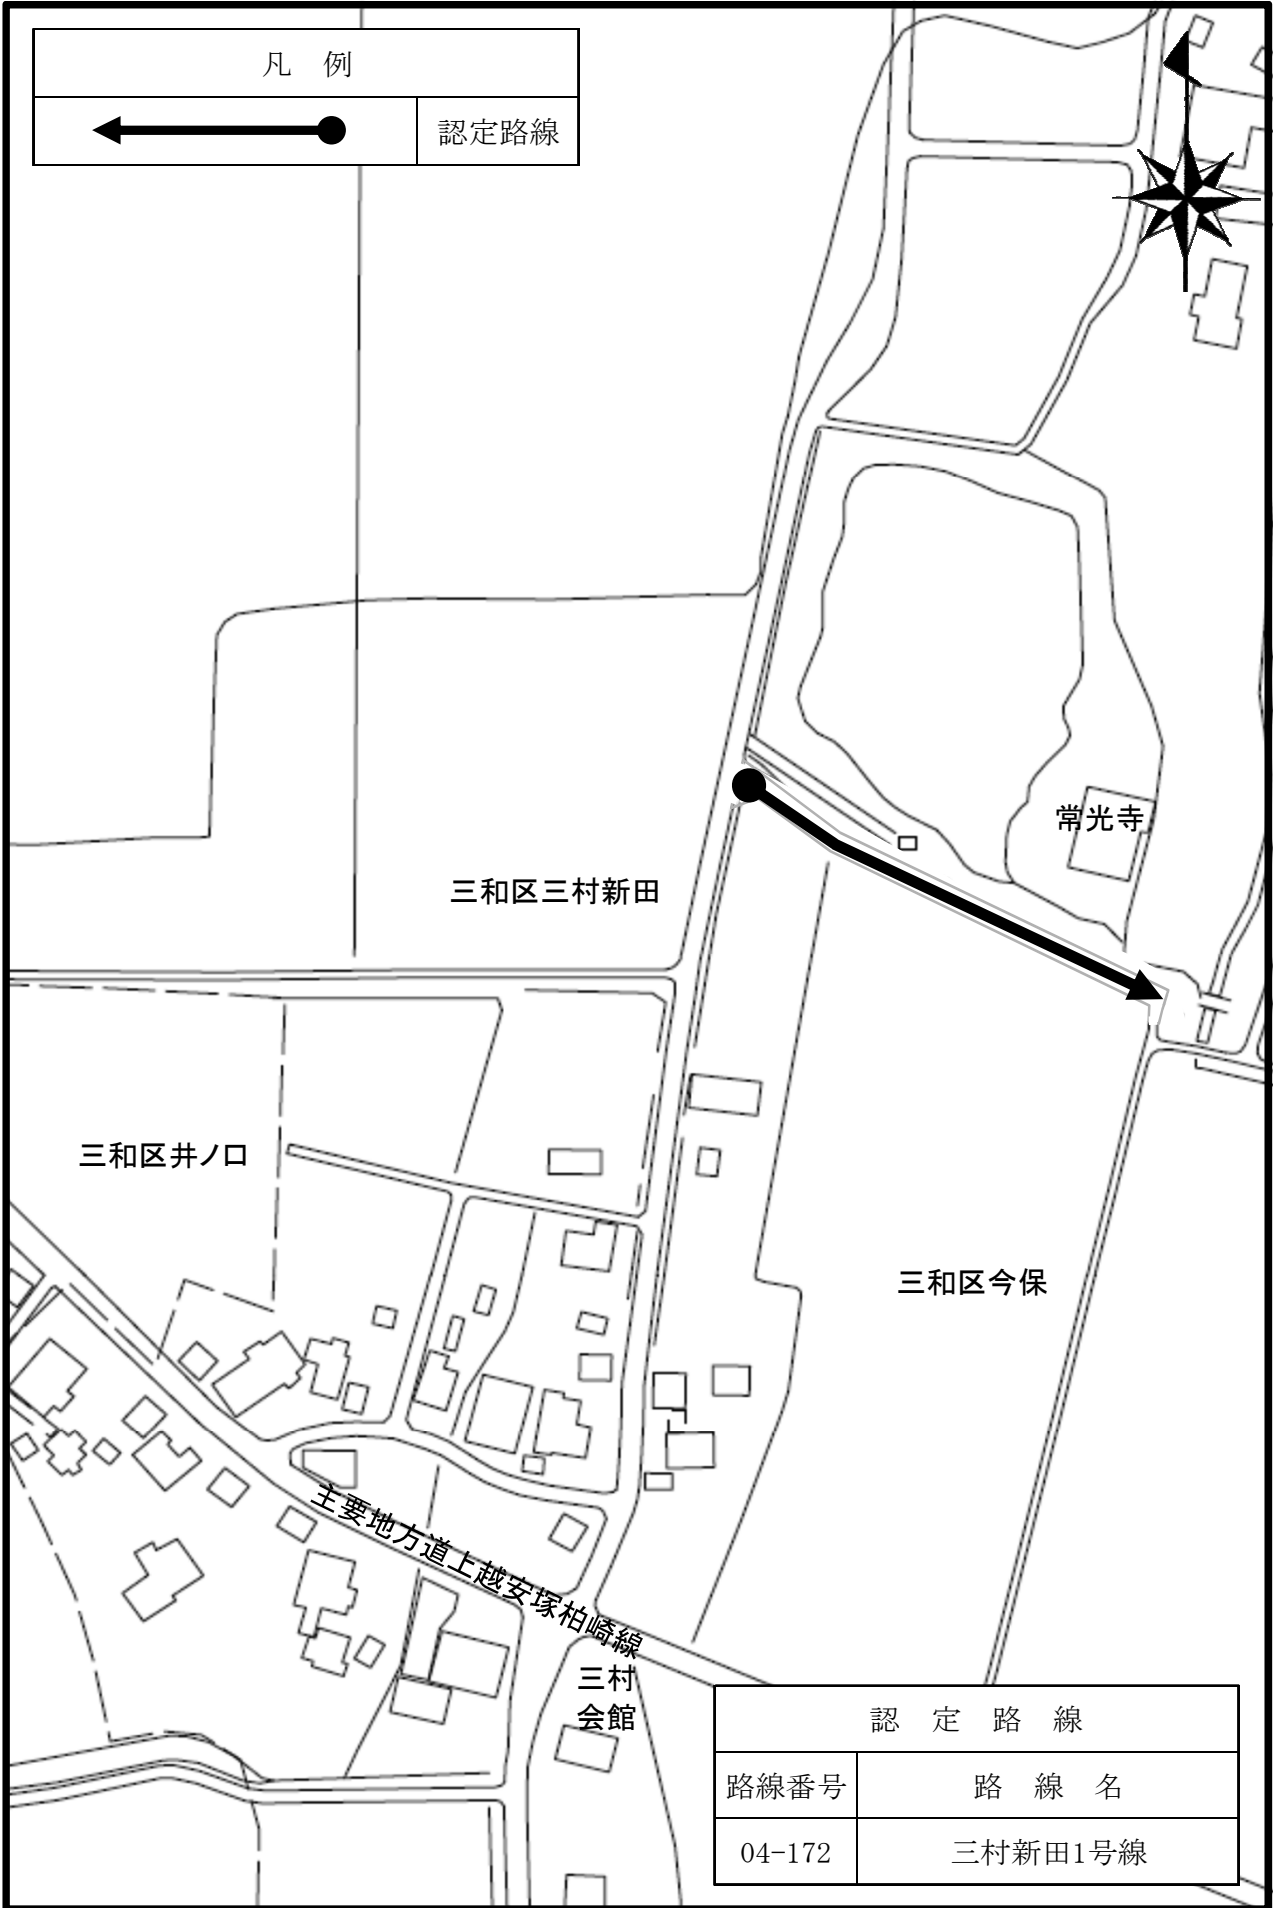 凡 例
認定路線
常光寺
三和区三村新田
三和区井ノ口
三和区今保
主要地方道上越安塚柏崎線
三村
会館
認 定 路 線
路線番号 路 線 名
04-172 三村新田1号線